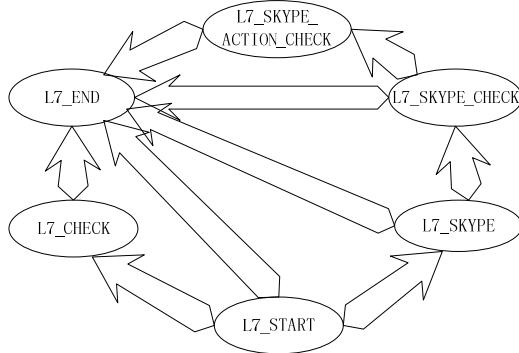 L7_SKYPE_
ACTION_CHECK
L7_END
L7_SKYPE_CHECK
L7_CHECK
L7_SKYPE
L7_START